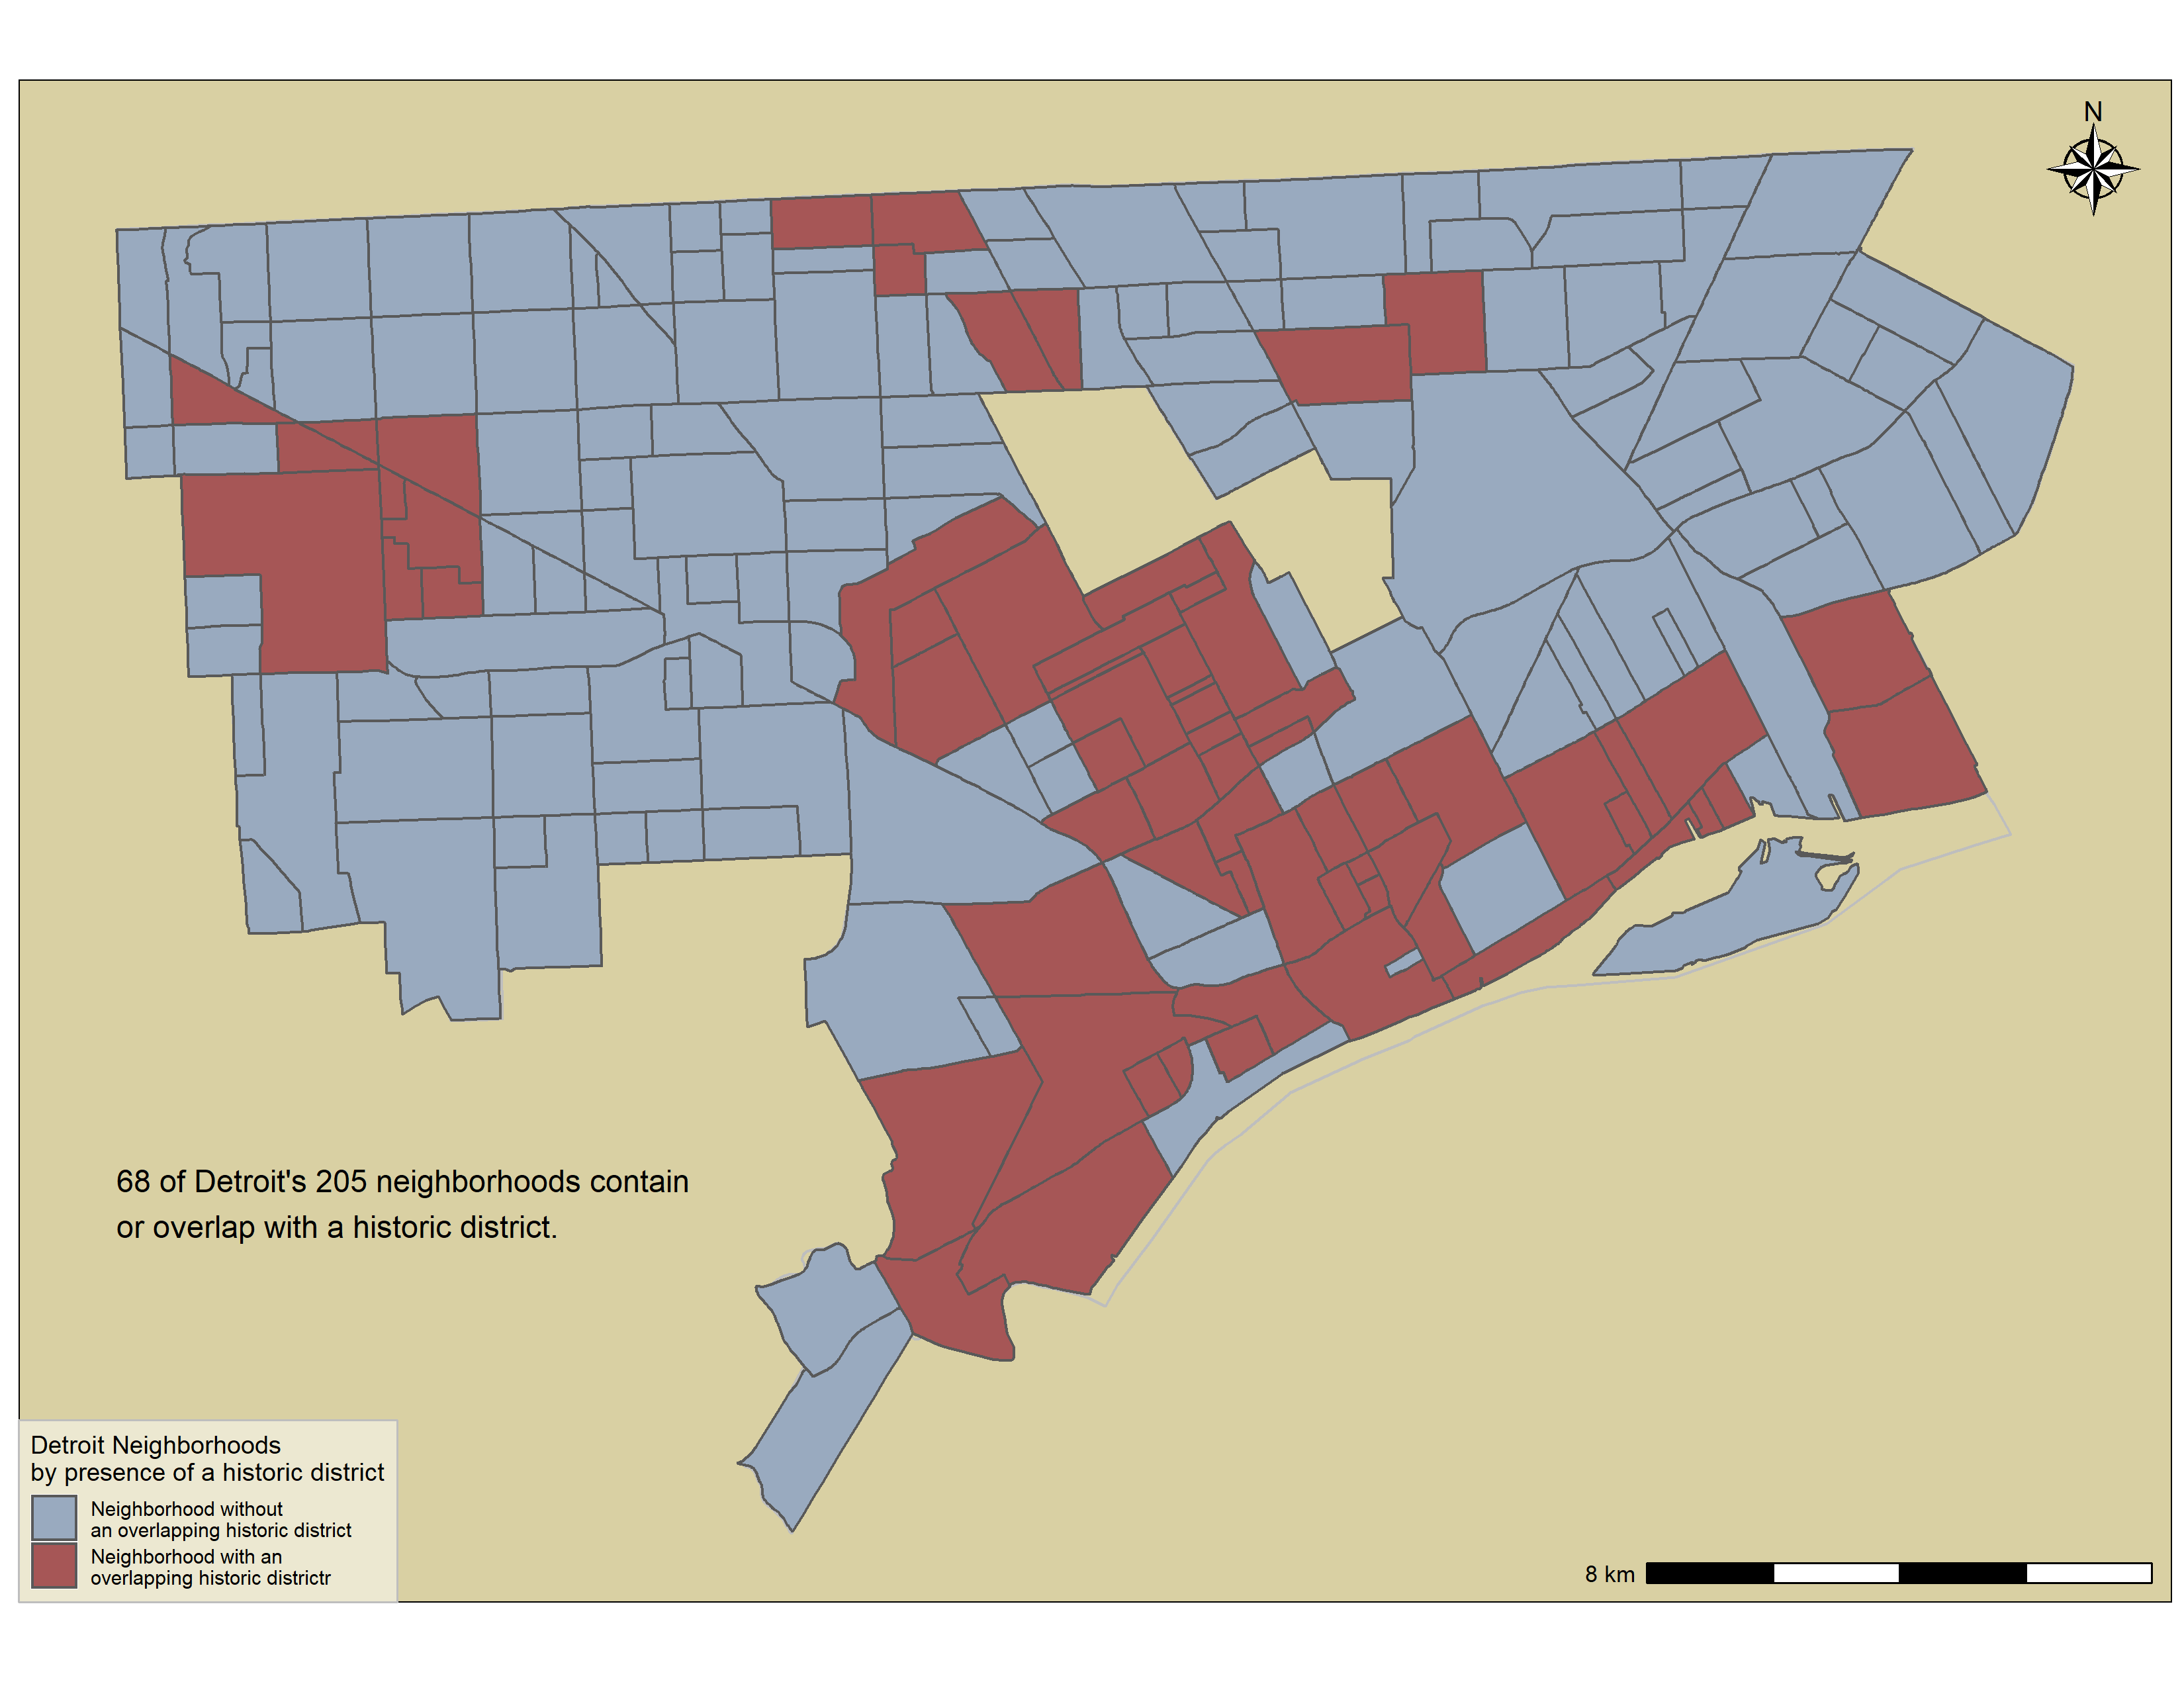 N
68 of Detroit's 205 neighborhoods contain
or overlap with a historic district.
Detroit Neighborhoods
by presence of a historic district
Neighborhood without
an overlapping historic district
Neighborhood with an
overlapping historic districtr
8 km